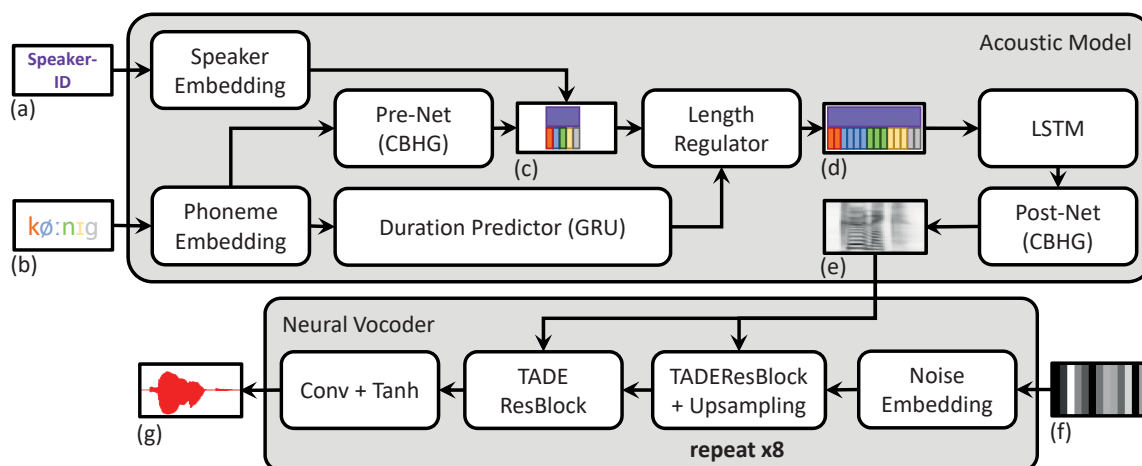 Acoustic Model
Speaker-
ID
(a)
Speaker
Embedding
Pre-Net
(CBHG)
(c)
Length
Regulator
(d)
LSTM
kø:nɪg
(b)
Phoneme
Embedding
Duration Predictor (GRU)
(e)
Post-Net
(CBHG)
Neural Vocoder
(g)
Conv + Tanh
TADE
ResBlock
TADEResBlock
+ Upsampling
Noise
Embedding
(f)
repeat x8